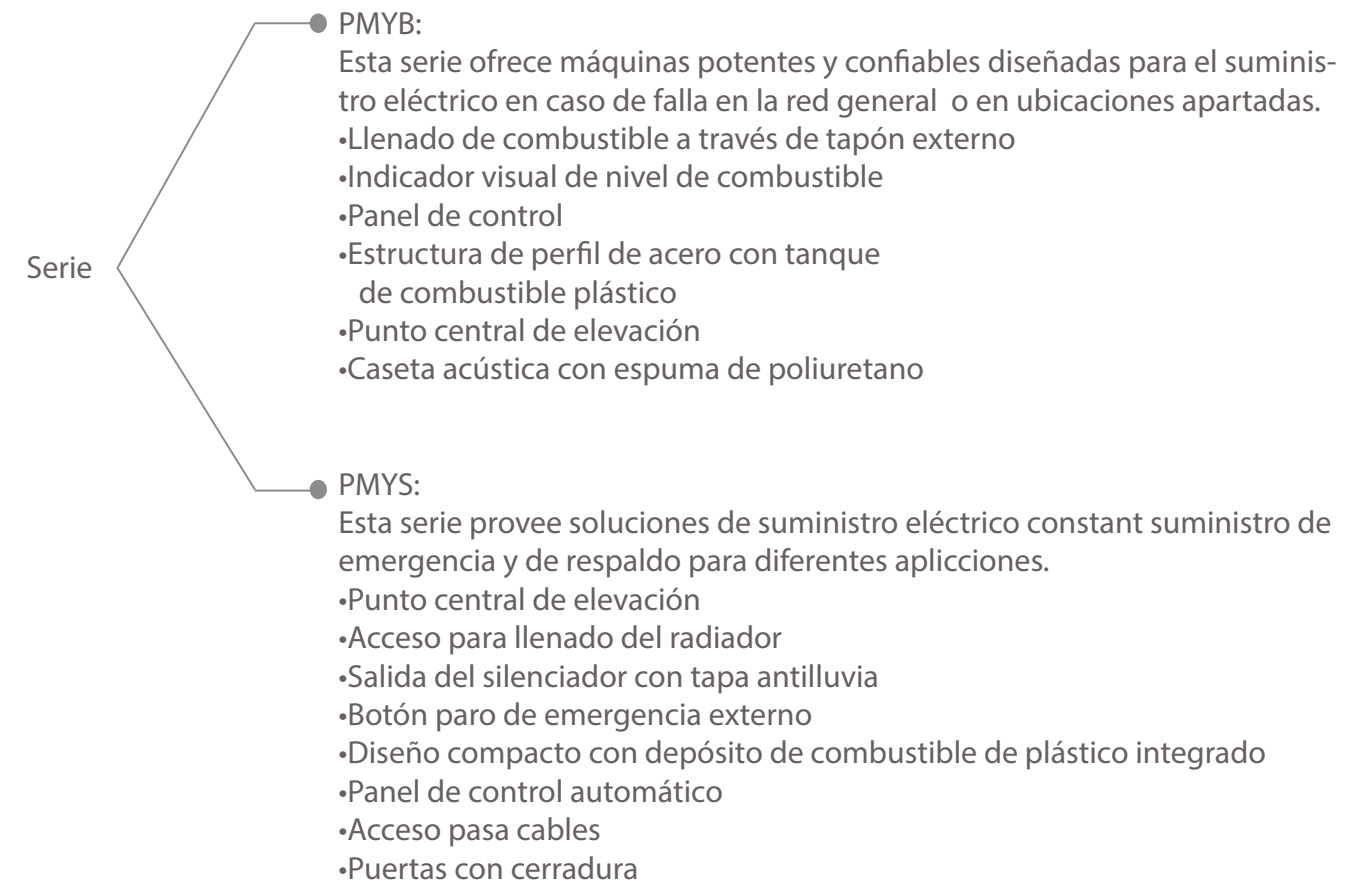 Serie
PMYB:
Esta serie ofrece máquinas potentes y confiables diseñadas para el suminis-
tro eléctrico en caso de falla en la red general  o en ubicaciones apartadas.
•Llenado de combustible a través de tapón externo
•Indicador visual de nivel de combustible
•Panel de control
•Estructura de perfil de acero con tanque
de combustible plástico
•Punto central de elevación
•Caseta acústica con espuma de poliuretano
PMYS:
Esta serie provee soluciones de suministro eléctrico constant suministro de
emergencia y de respaldo para diferentes aplicciones.
•Punto central de elevación
•Acceso para llenado del radiador
•Salida del silenciador con tapa antilluvia
•Botón paro de emergencia externo
•Diseño compacto con depósito de combustible de plástico integrado
•Panel de control automático
•Acceso pasa cables
•Puertas con cerradura